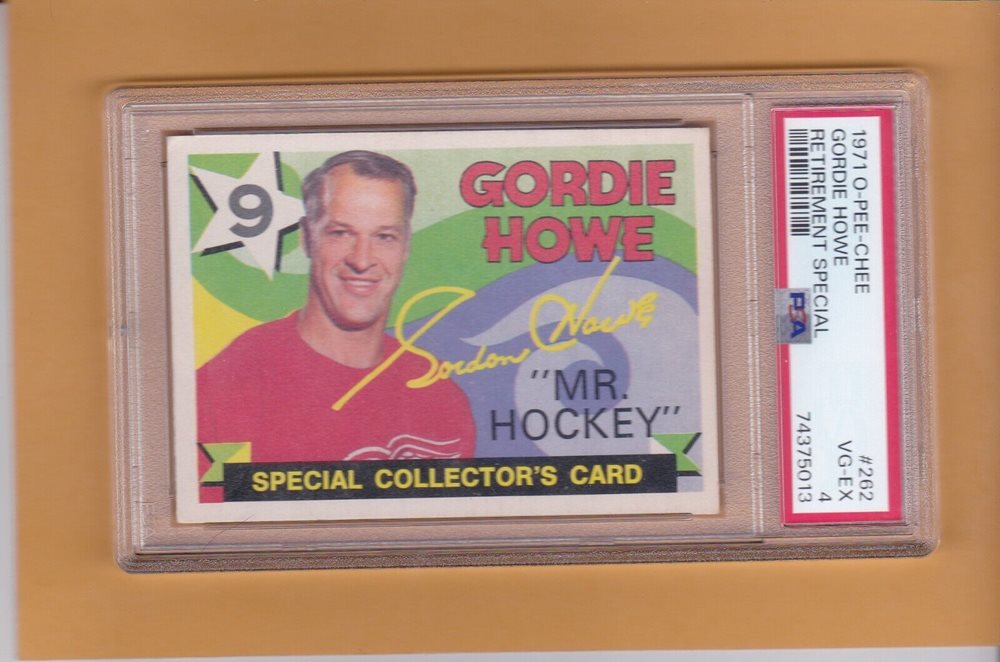 9
GORDIE
HOWE
Gordon Howe
"MR.
HOCKEY"
SPECIAL COLLECTOR'S CARD
1971 O-PEE-CHEE
GORDIE HOWE
RETIREMENT SPECIAL
PSA
#262
VG-EX
4
74375013